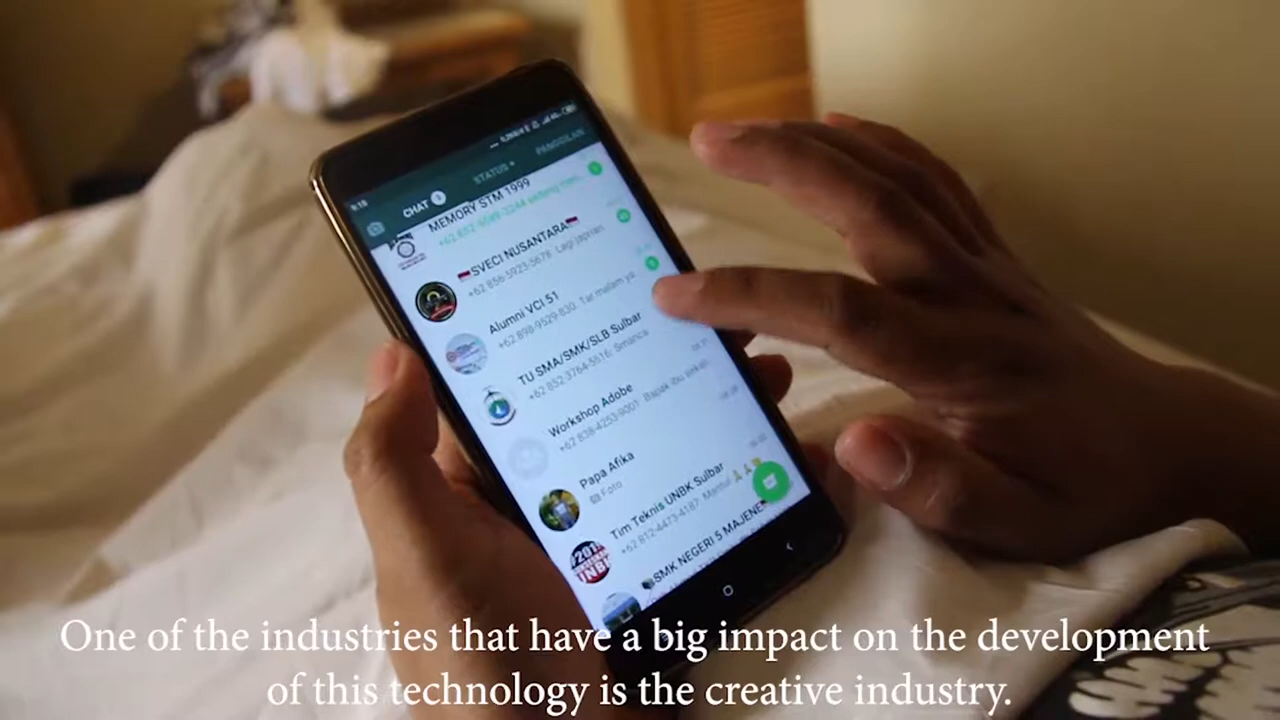 9:15
CHAT
STATUS
PANGGILAN
MEMORY STM 1999
SVECI NUSANTARA
+62 856-5923-5678: Lagi japrian
Alumni VCI 51
+62 898-9529-830: Tar malam ya
TU SMA/SMK/SLB Sulbar
+62 852-3764-5516: Smanca
Workshop Adobe
+62 838-4253-9001: Bapak ibu
Papa Afika
Foto
Tim Teknis UNBK Sulbar
+62 812-4473-4187: Mantul
SMK NEGERI 5 MAJENE
One of the industries that have a big impact on the development
of this technology is the creative industry.